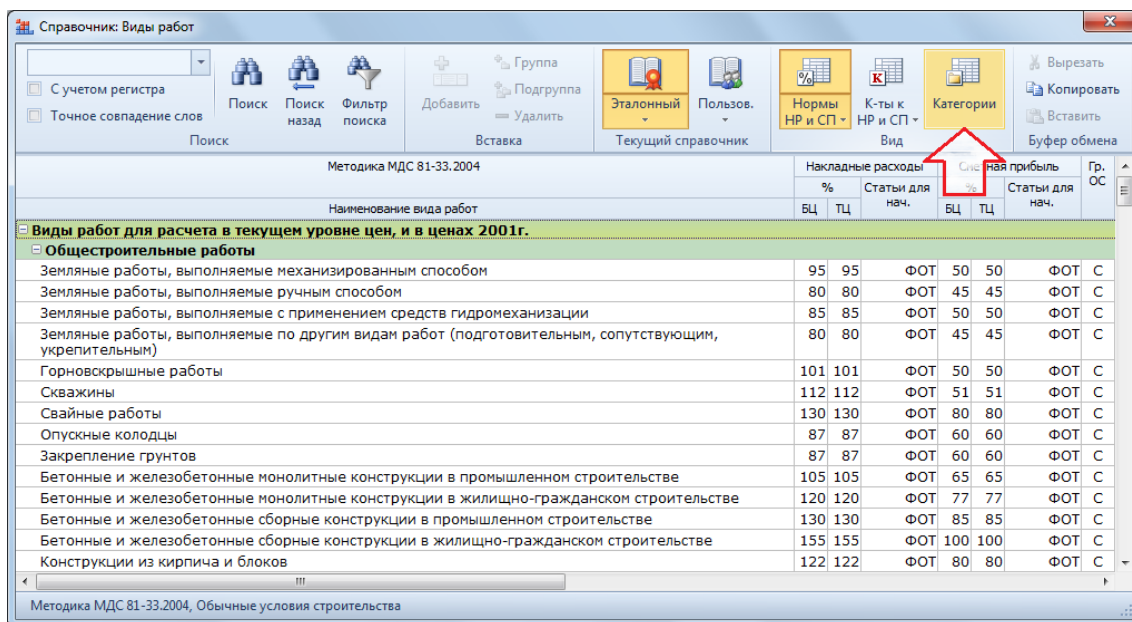 Справочник: Виды работ
С учетом регистра
Точное совпадение слов
Поиск
Поиск назад
Фильтр поиска
Поиск
Добавить
Группа
Подгруппа
Удалить
Вставка
Эталонный
Пользов.
Текущий справочник
Нормы НР и СП
К-ты к НР и СП
Категории
Вид
Вырезать
Копировать
Вставить
Буфер обмена
Методика МДС 81-33.2004
Накладные расходы
прибыль
Гр. ОС
%
Статьи для нач.
%
Статьи для нач.
Наименование вида работ
БЦ ТЦ
БЦ ТЦ
Виды работ для расчета в текущем уровне цен, и в ценах 2001г.
Общестроительные работы
Земляные работы, выполняемые механизированным способом 95 95 ФОТ 50 50 ФОТ С
Земляные работы, выполняемые ручным способом 80 80 ФОТ 45 45 ФОТ С
Земляные работы, выполняемые с применением средств гидромеханизации 85 85 ФОТ 50 50 ФОТ С
Земляные работы, выполняемые по другим видам работ (подготовительным, сопутствующим, 80 80 ФОТ 45 45 ФОТ С
укрепительным)
Горновскрышные работы 101 101 ФОТ 50 50 ФОТ С
Скважины 112 112 ФОТ 51 51 ФОТ С
Свайные работы 130 130 ФОТ 80 80 ФОТ С
Опускные колодцы 87 87 ФОТ 60 60 ФОТ С
Закрепление грунтов 87 87 ФОТ 60 60 ФОТ С
Бетонные и железобетонные монолитные конструкции в промышленном строительстве 105 105 ФОТ 65 65 ФОТ С
Бетонные и железобетонные монолитные конструкции в жилищно-гражданском строительстве 120 120 ФОТ 77 77 ФОТ С
Бетонные и железобетонные сборные конструкции в промышленном строительстве 130 130 ФОТ 85 85 ФОТ С
Бетонные и железобетонные сборные конструкции в жилищно-гражданском строительстве 155 155 ФОТ 100 100 ФОТ С
Конструкции из кирпича и блоков 122 122 ФОТ 80 80 ФОТ С
Методика МДС 81-33.2004, Обычные условия строительства